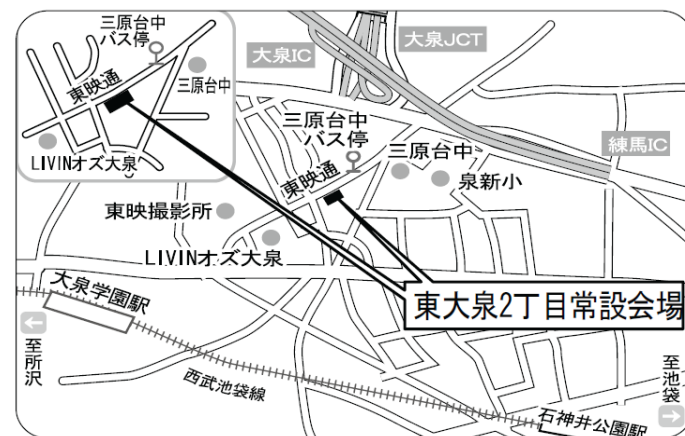 三原台中
バス停
三原台中
東映通
LIVINオズ大泉
大泉IC
大泉JCT
練馬IC
三原台中
バス停
三原台中
泉新小
東映通
東映撮影所
LIVINオズ大泉
東大泉2丁目常設会場
大泉学園駅
至所沢
西武池袋線
至池袋
石神井公園駅